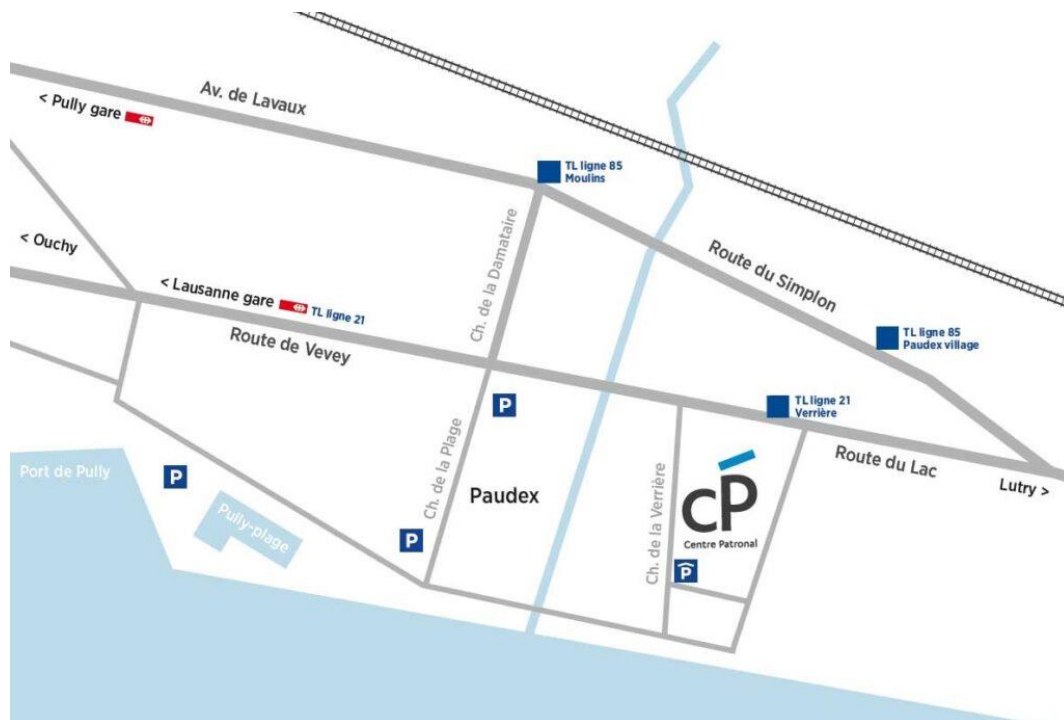 Av. de Lavaux
< Pully gare
TL ligne 85
Moulins
< Ouchy
Ch. de la Damataire
Route du Simplon
< Lausanne gare
TL ligne 21
Route de Vevey
TL ligne 85
Paudex village
P
TL ligne 21
Verrière
Route du Lac
Lutry >
Port de Pully
P
Pully-plage
Ch. de la Plage
Paudex
Ch. de la Verrière
cP
Centre Patronal
P
P